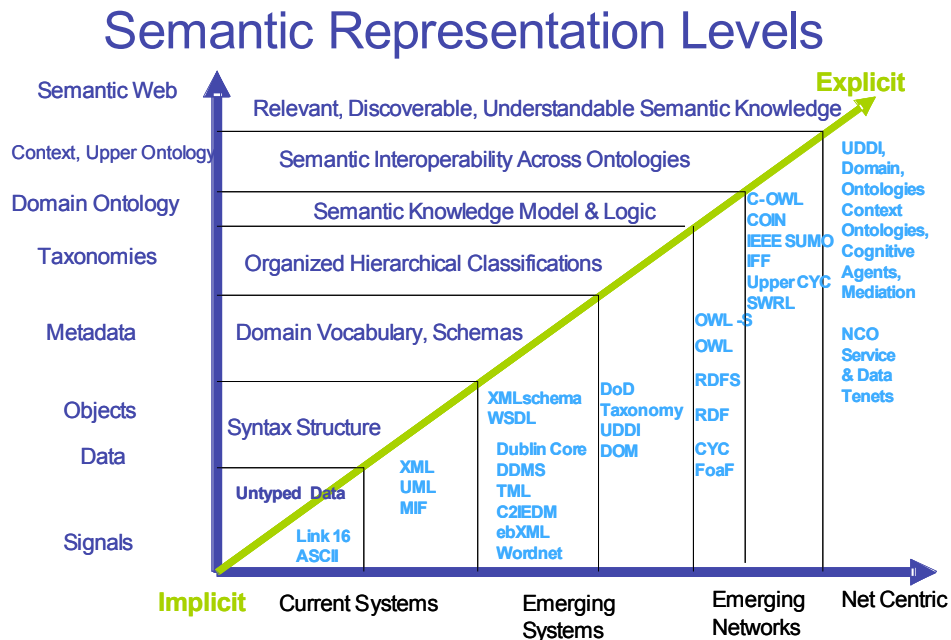 Semantic Representation Levels
Semantic Web
Explicit
Relevant, Discoverable, Understandable Semantic Knowledge
Context, Upper Ontology
Semantic Interoperability Across Ontologies
UDDI,
Domain,
Ontologies
Context
Ontologies,
Cognitive
Agents,
Mediation
Domain Ontology
Semantic Knowledge Model & Logic
C-OWL
COIN
IEEE SUMO
IFF
Upper CYC
SWRL
Taxonomies
Organized Hierarchical Classifications
Metadata
Domain Vocabulary, Schemas
OWL -S
OWL
RDFS
RDF
CYC
FoaF
NCO
Service
& Data
Tenets
Objects
Syntax Structure
XMLschema
WSDL
Dublin Core
DDMS
TML
C2IEDM
ebXML
Wordnet
DoD
Taxonomy
UDDI
DOM
Data
Untyped Data
XML
UML
MIF
Signals
Link 16
ASCII
Implicit
Current Systems
Emerging
Systems
Emerging
Networks
Net Centric